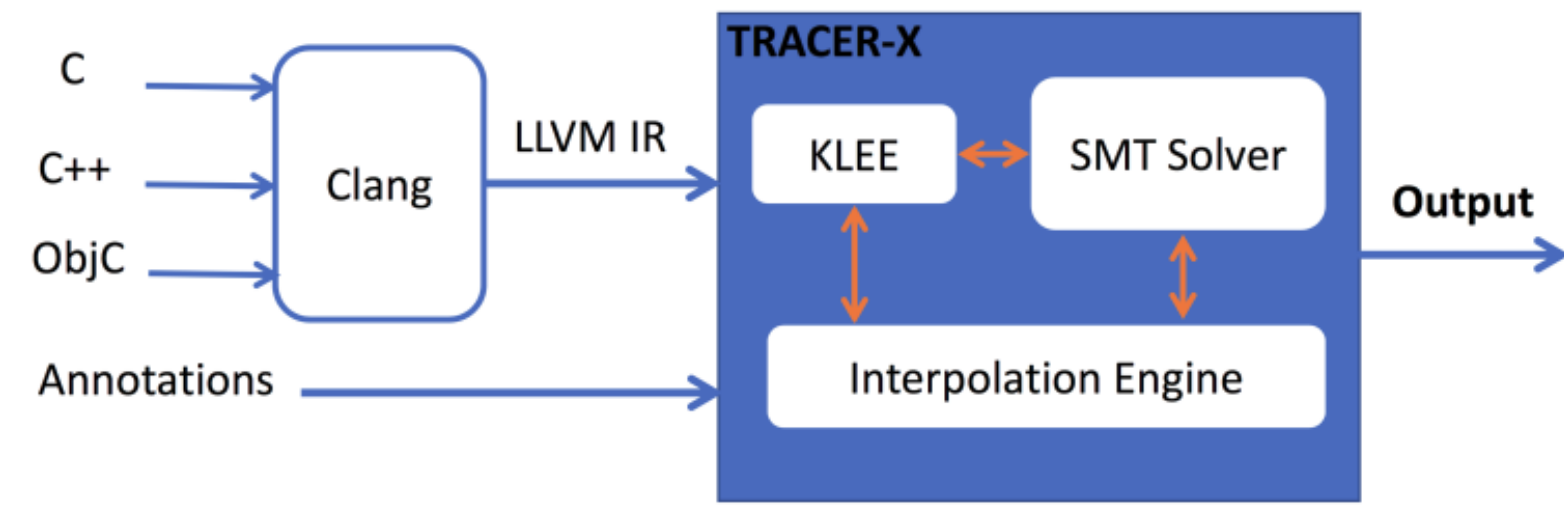 C
C++
ObjC
Annotations
Clang
LLVM IR
TRACER-X
KLEE
SMT Solver
Interpolation Engine
Output